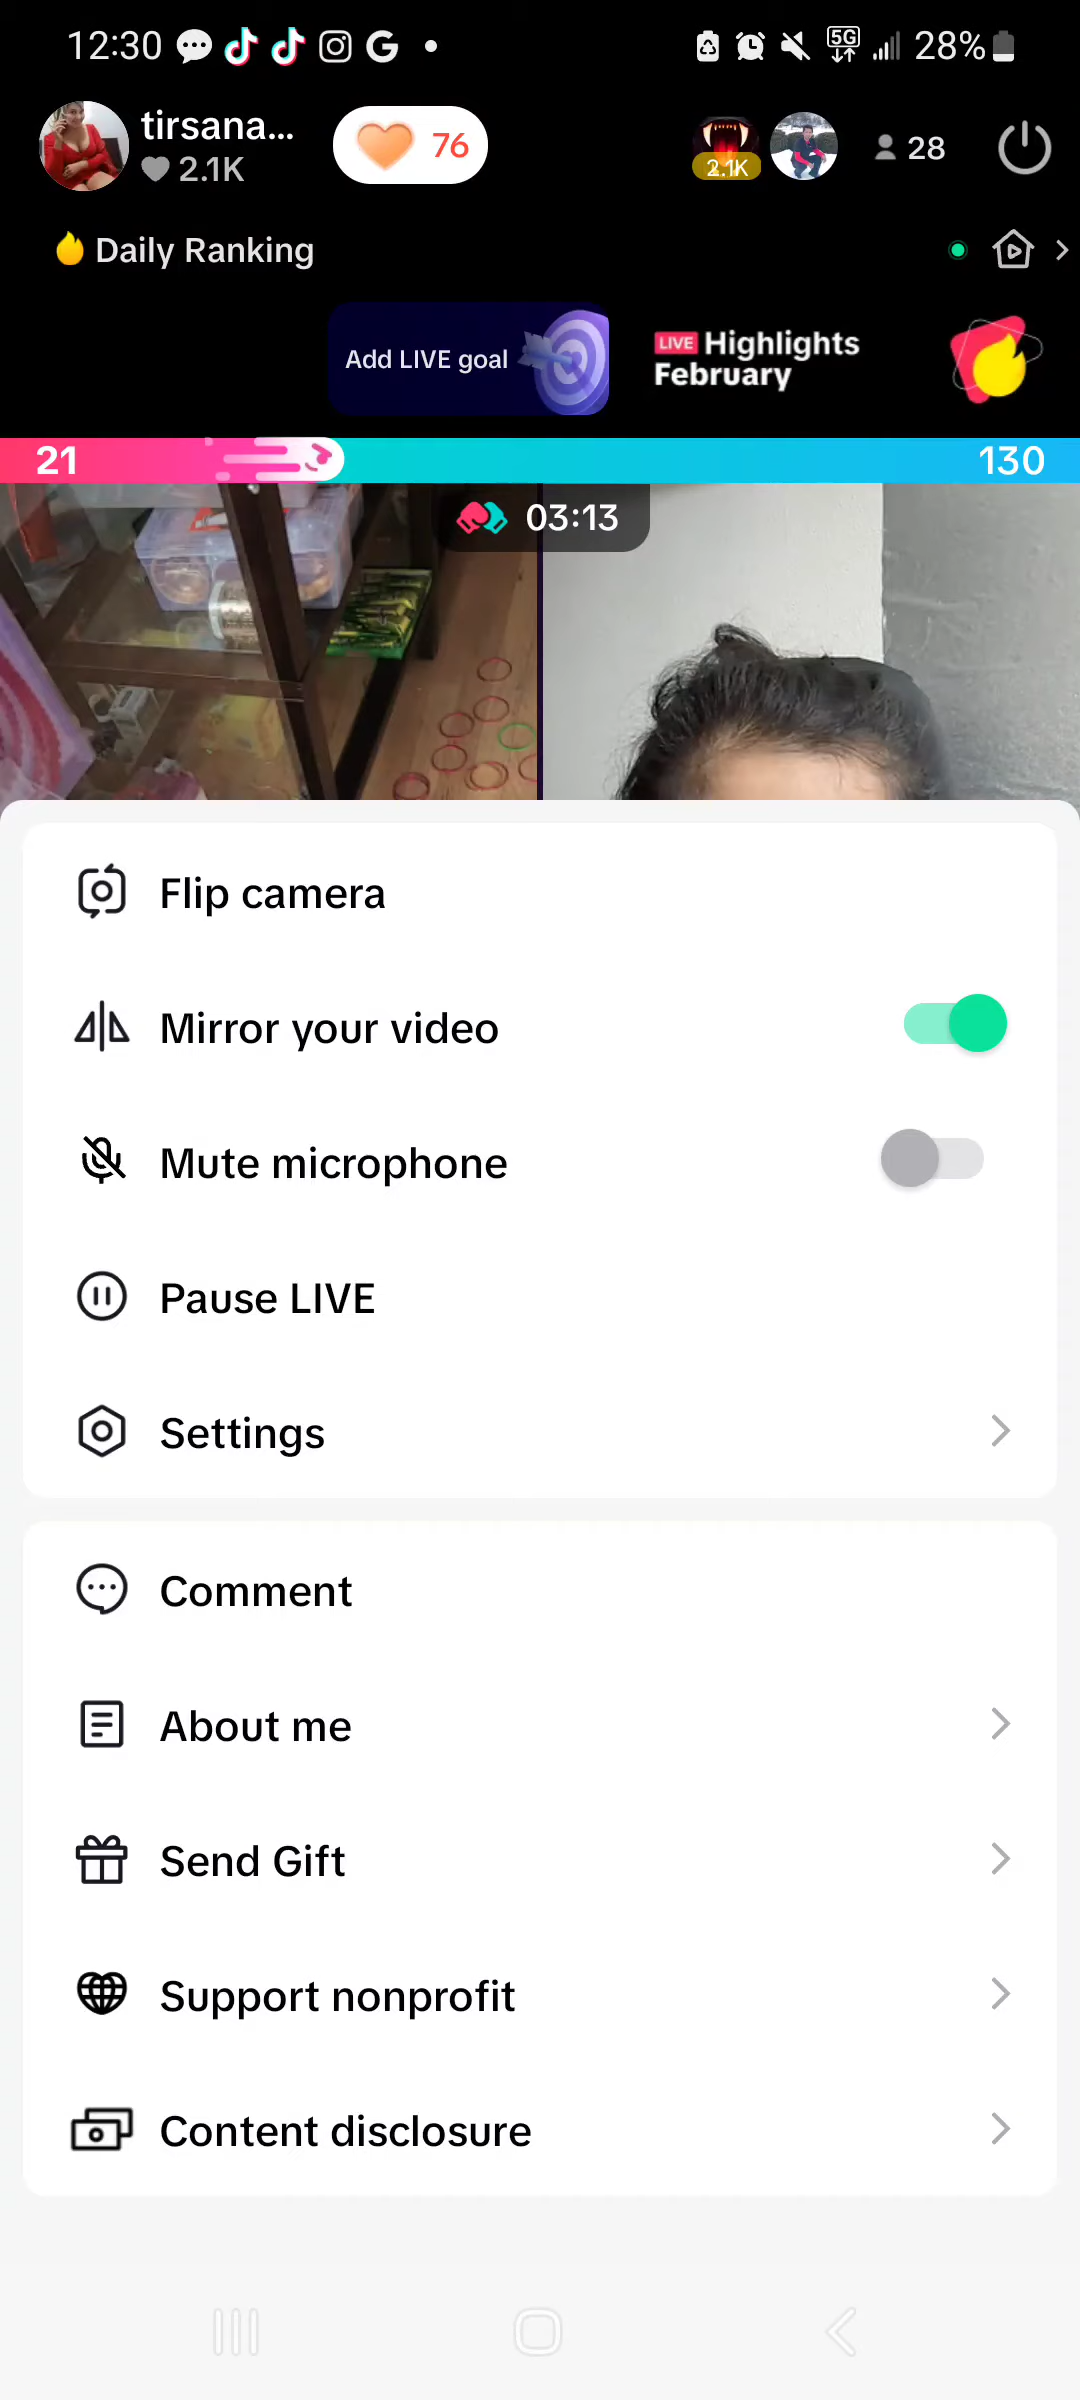 12:30
5G
28%
tirsana...
2.1K
76
2.1K
28
Daily Ranking
Add LIVE goal
LIVE Highlights
February
21
130
03:13
Flip camera
Mirror your video
Mute microphone
Pause LIVE
Settings
Comment
About me
Send Gift
Support nonprofit
Content disclosure